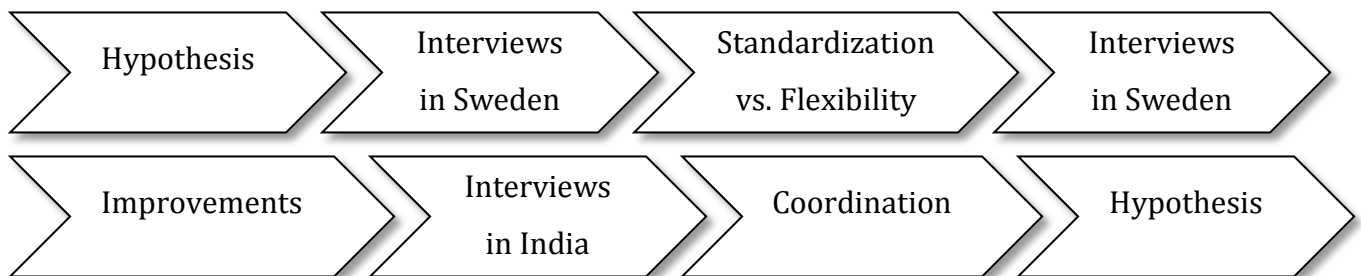 Hypothesis
Interviews
in Sweden
Standardization
vs. Flexibility
Interviews
in Sweden
Improvements
Interviews
in India
Coordination
Hypothesis